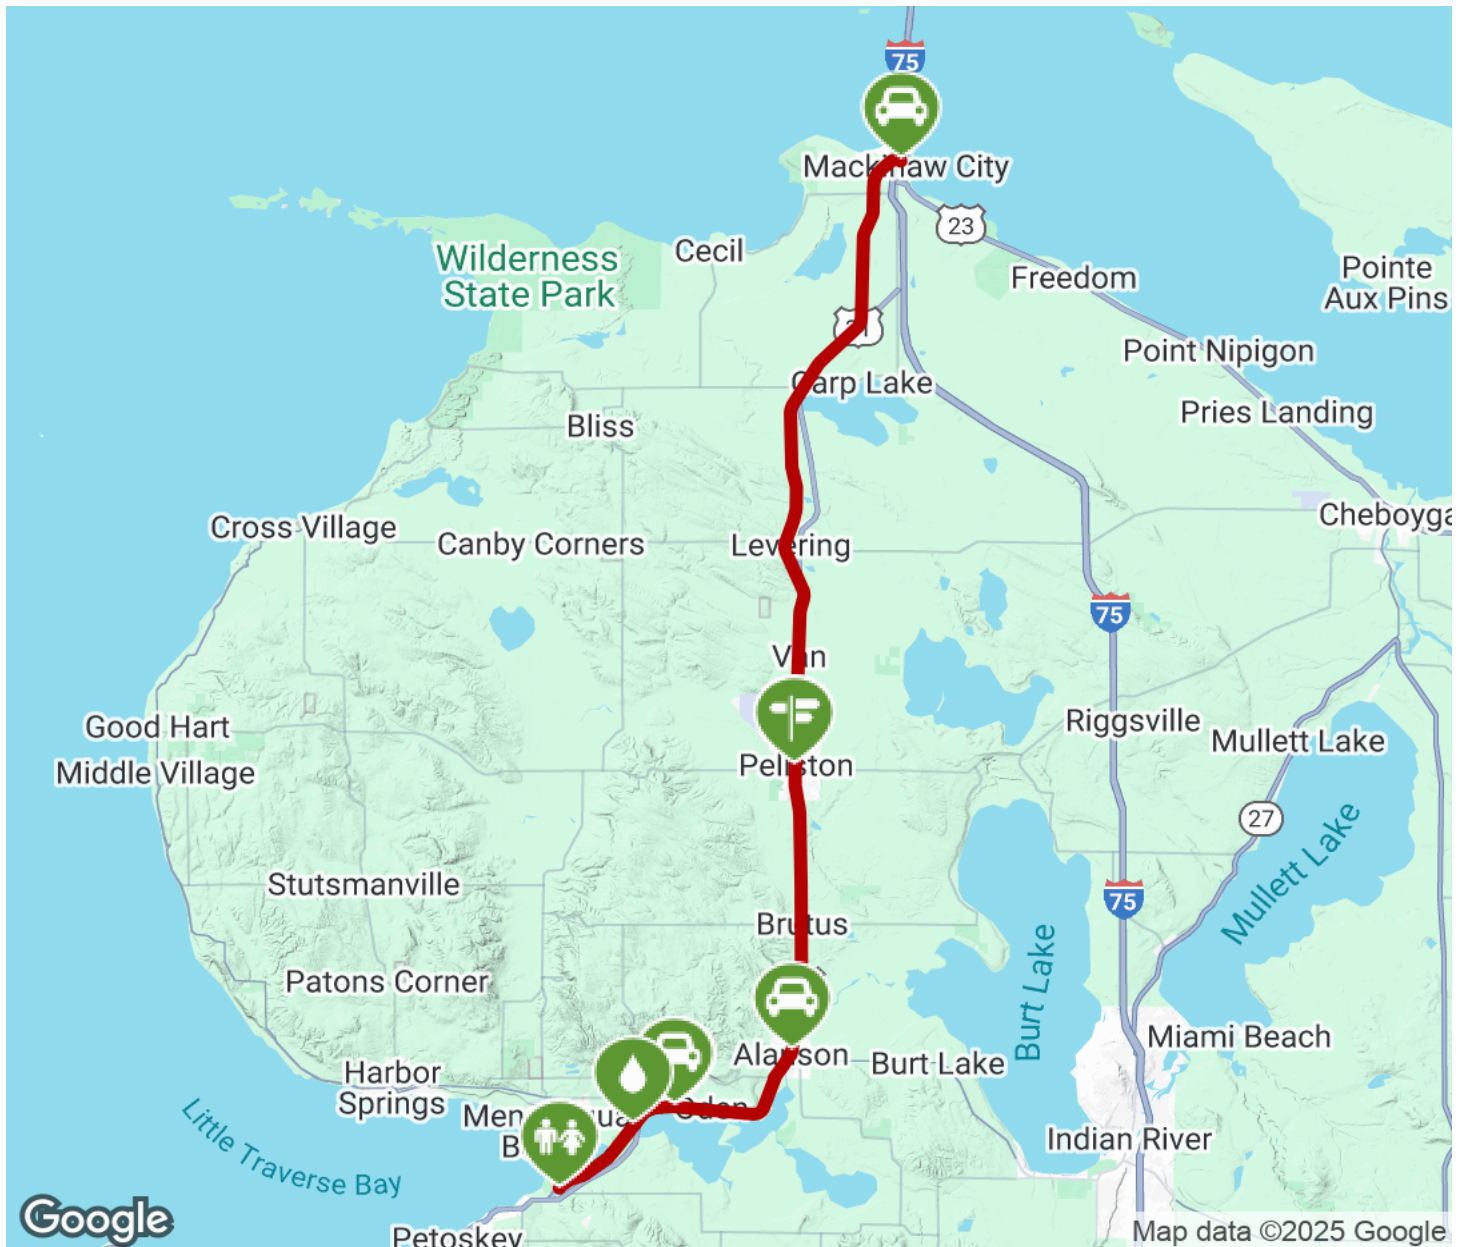 75
Mackinaw City
23
Cecil
Wilderness
State Park
Freedom
Pointe
Aux Pins
Point Nipigon
Carp Lake
Pries Landing
Bliss
Cross Village
Canby Corners
Levering
Cheboyga
75
Van
Good Hart
Middle Village
Riggsville
Mullett Lake
Pellston
27
Mullett Lake
Stutsmanville
75
Brutus
Burt Lake
Patons Corner
Miami Beach
Alanson
Burt Lake
Harbor
Springs
Oden
Little Traverse Bay
Indian River
Petoskey
Google
Map data ©2025 Google